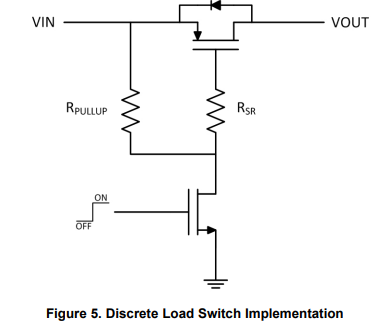 VIN
VOUT
RPULLUP
RSR
ON
OFF
Figure 5. Discrete Load Switch Implementation